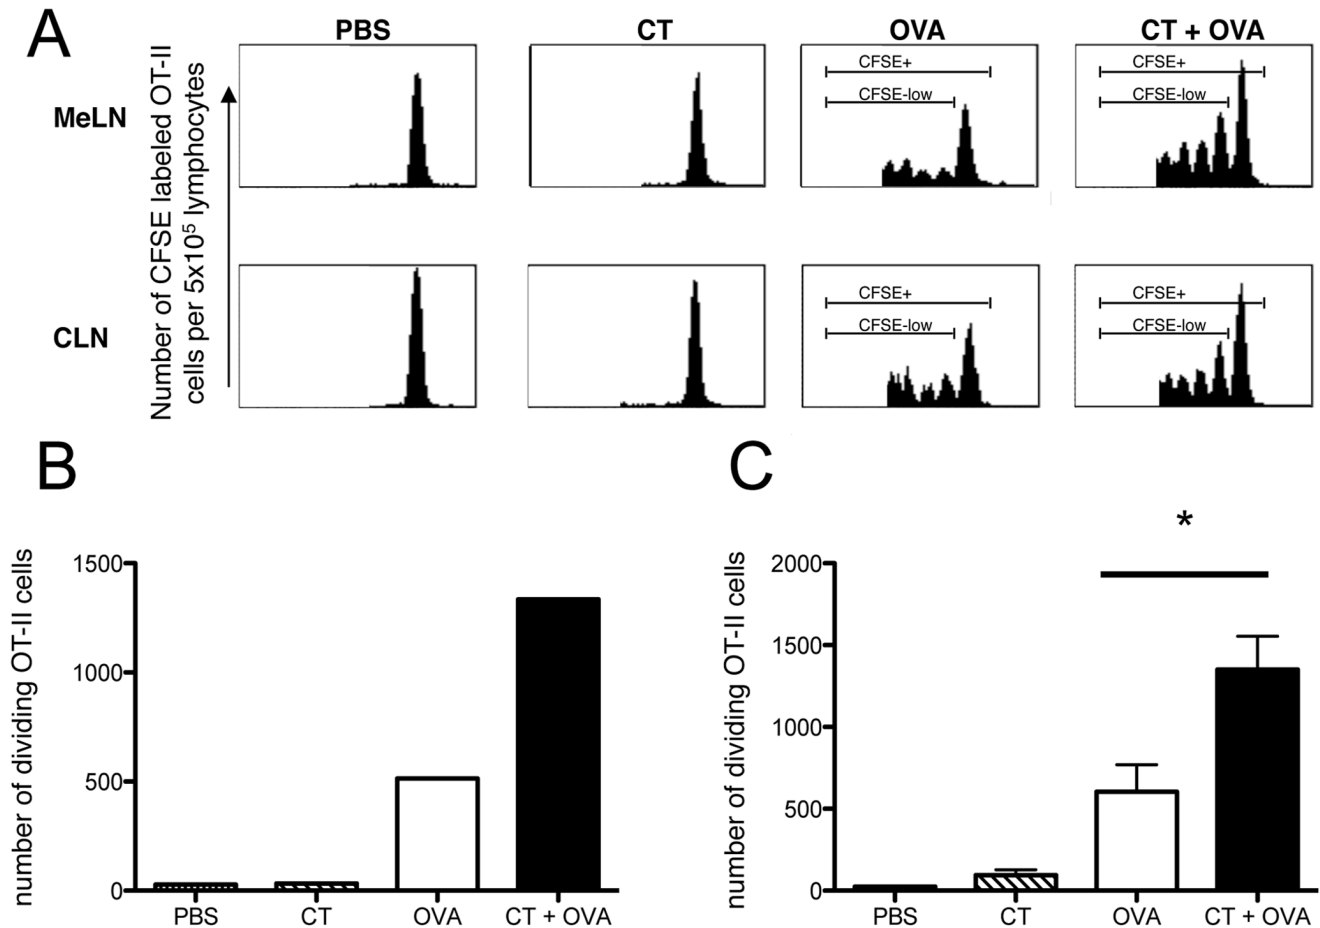 A
PBS
CT
OVA
CT + OVA
Number of CFSE labeled OT-II
cells per 5x10⁵ lymphocytes
MeLN
CFSE+
CFSE-low
CFSE+
CFSE-low
CLN
CFSE+
CFSE-low
CFSE+
CFSE-low
B
number of dividing OT-II cells
1500
1000
500
0
PBS
CT
OVA
CT + OVA
C
number of dividing OT-II cells
*
2000
1500
1000
500
0
PBS
CT
OVA
CT + OVA